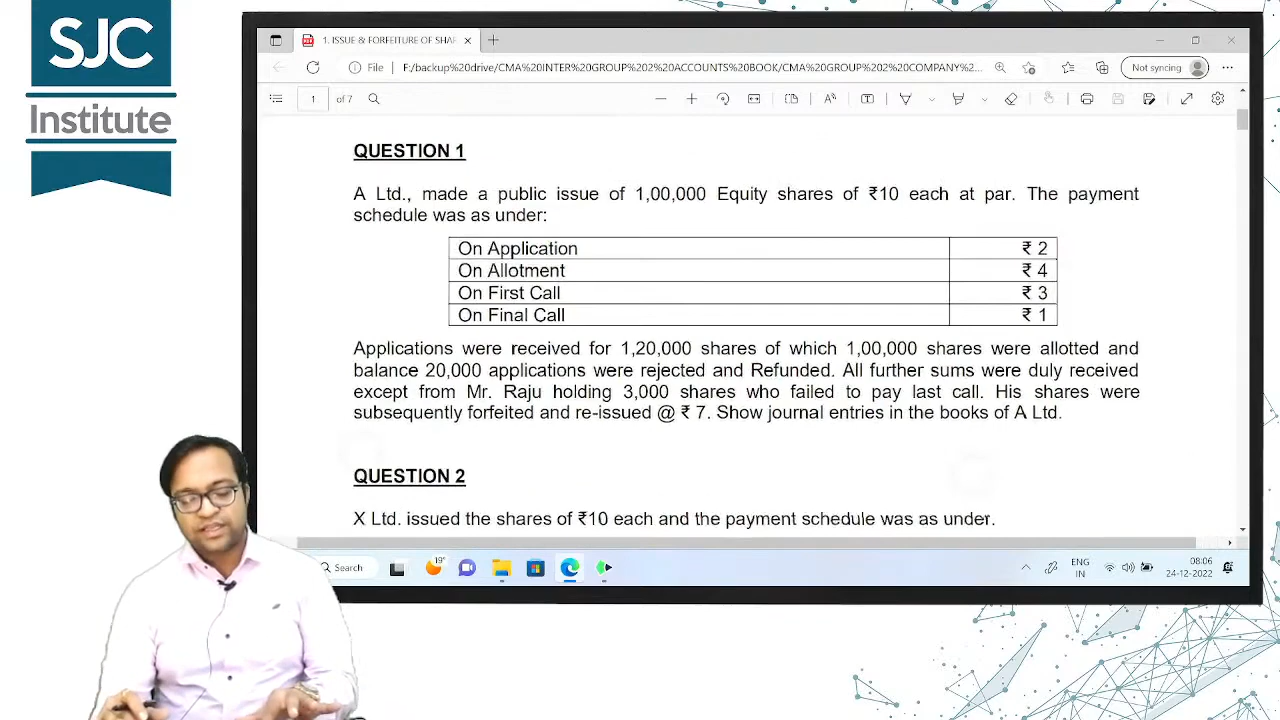 SJC
Institute
1. ISSUE & FORFEITURE OF SHAR
File
F:/backup%20drive/CMA%20INTER%20GROUP%202%20ACCOUNTS%20BOOK/CMA%20GROUP%202%20COMPANY%2...
Not syncing
1 of 7
QUESTION 1
A Ltd., made a public issue of 1,00,000 Equity shares of ₹10 each at par. The payment
schedule was as under:
On Application ₹ 2
On Allotment ₹ 4
On First Call ₹ 3
On Final Call ₹ 1
Applications were received for 1,20,000 shares of which 1,00,000 shares were allotted and
balance 20,000 applications were rejected and Refunded. All further sums were duly received
except from Mr. Raju holding 3,000 shares who failed to pay last call. His shares were
subsequently forfeited and re-issued @ ₹ 7. Show journal entries in the books of A Ltd.
QUESTION 2
X Ltd. issued the shares of ₹10 each and the payment schedule was as under.
Search
19°
ENG
IN
08:06
24-12-2022